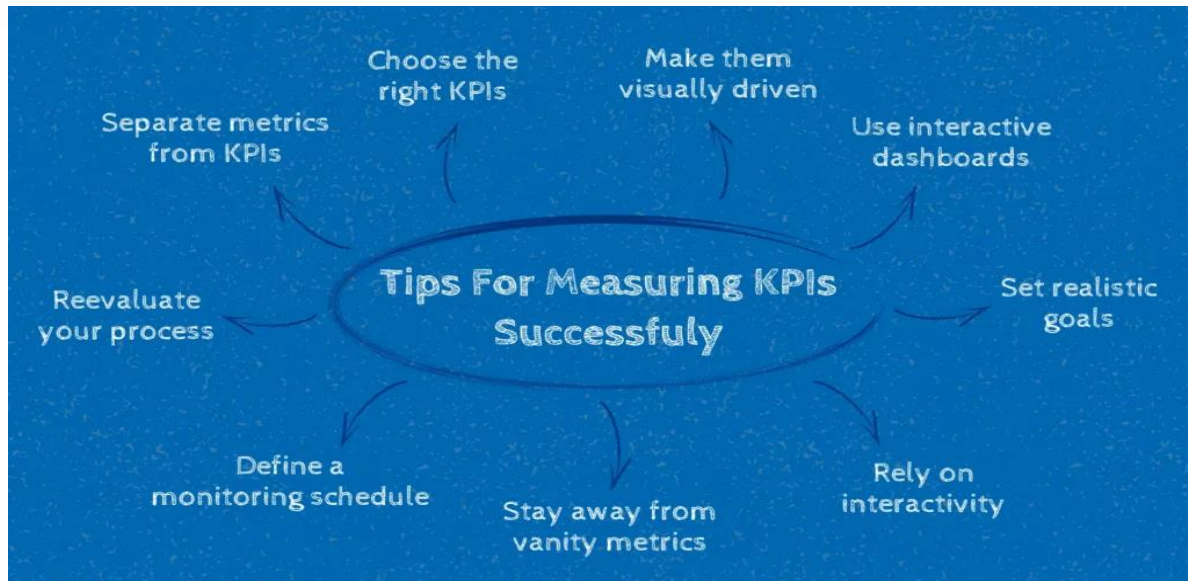 Choose the
right KPIs
Make them
visually driven
Separate metrics
from KPIs
Use interactive
dashboards
Tips For Measuring KPIs
Successfuly
Reevaluate
your process
Set realistic
goals
Define a
monitoring schedule
Stay away from
vanity metrics
Rely on
interactivity